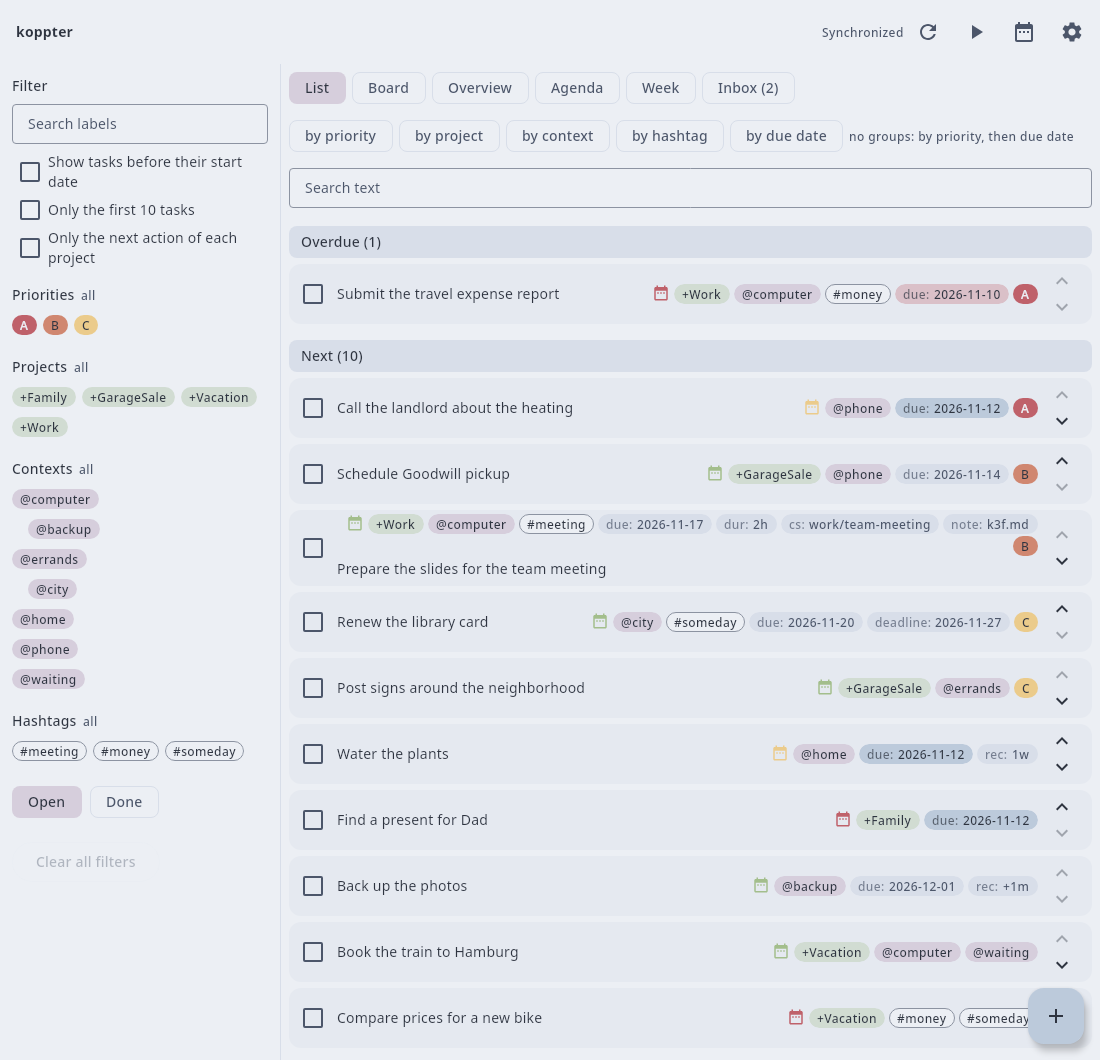 koppter
Synchronized
Filter
Search labels
Show tasks before their start
date
Only the first 10 tasks
Only the next action of each
project
Priorities all
A B C
Projects all
+Family +GarageSale +Vacation
+Work
Contexts all
@computer
@backup
@errands
@city
@home
@phone
@waiting
Hashtags all
#meeting #money #someday
Open Done
Clear all filters
List Board Overview Agenda Week Inbox (2)
by priority by project by context by hashtag by due date no groups: by priority, then due date
Search text
Overdue (1)
Submit the travel expense report +Work @computer #money due: 2026-11-10 A
Next (10)
Call the landlord about the heating @phone due: 2026-11-12 A
Schedule Goodwill pickup +GarageSale @phone due: 2026-11-14 B
+Work @computer #meeting due: 2026-11-17 dur: 2h cs: work/team-meeting note: k3f.md
B
Prepare the slides for the team meeting
Renew the library card @city #someday due: 2026-11-20 deadline: 2026-11-27 C
Post signs around the neighborhood +GarageSale @errands C
Water the plants @home due: 2026-11-12 rec: 1w
Find a present for Dad +Family due: 2026-11-12
Back up the photos @backup due: 2026-12-01 rec: +1m
Book the train to Hamburg +Vacation @computer @waiting
Compare prices for a new bike +Vacation #money #someday
+